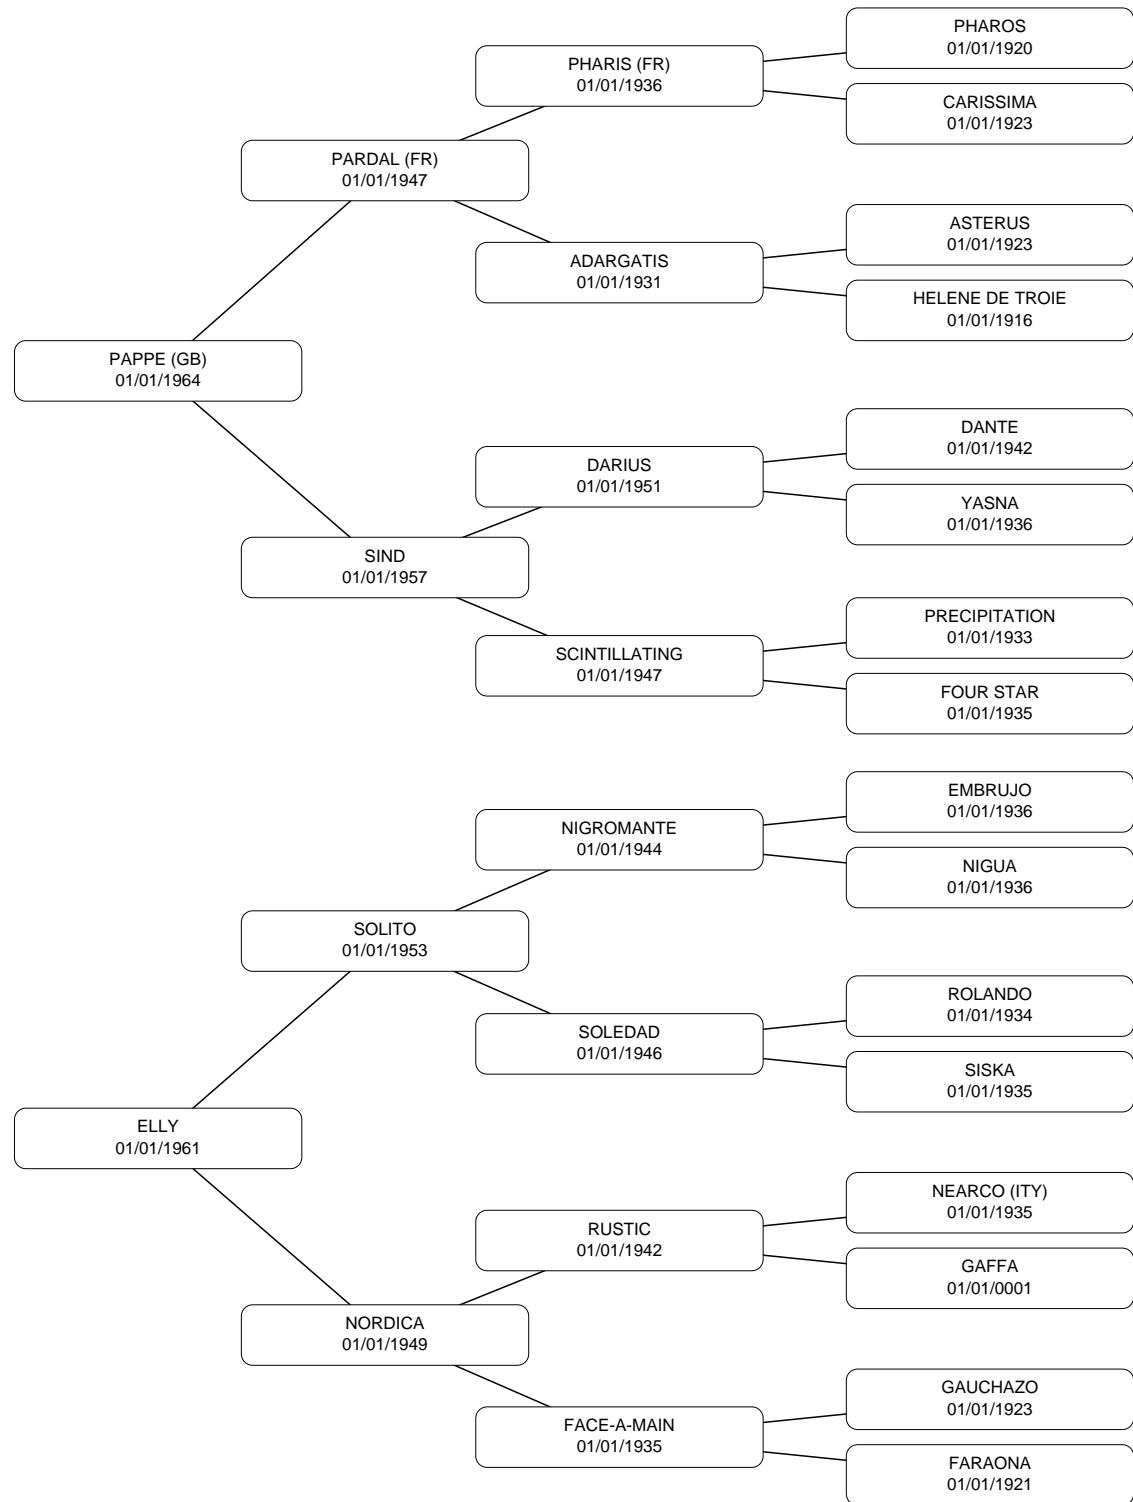 PHAROS
01/01/1920
PHARIS (FR)
01/01/1936
CARISSIMA
01/01/1923
PARDAL (FR)
01/01/1947
ASTERUS
01/01/1923
ADARGATIS
01/01/1931
HELENE DE TROIE
01/01/1916
PAPPE (GB)
01/01/1964
DANTE
01/01/1942
DARIUS
01/01/1951
YASNA
01/01/1936
SIND
01/01/1957
PRECIPITATION
01/01/1933
SCINTILLATING
01/01/1947
FOUR STAR
01/01/1935
EMBRUJO
01/01/1936
NIGROMANTE
01/01/1944
NIGUA
01/01/1936
SOLITO
01/01/1953
ROLANDO
01/01/1934
SOLEDAD
01/01/1946
SISKA
01/01/1935
ELLY
01/01/1961
NEARCO (ITY)
01/01/1935
RUSTIC
01/01/1942
GAFFA
01/01/0001
NORDICA
01/01/1949
GAUCHAZO
01/01/1923
FACE-A-MAIN
01/01/1935
FARAONA
01/01/1921